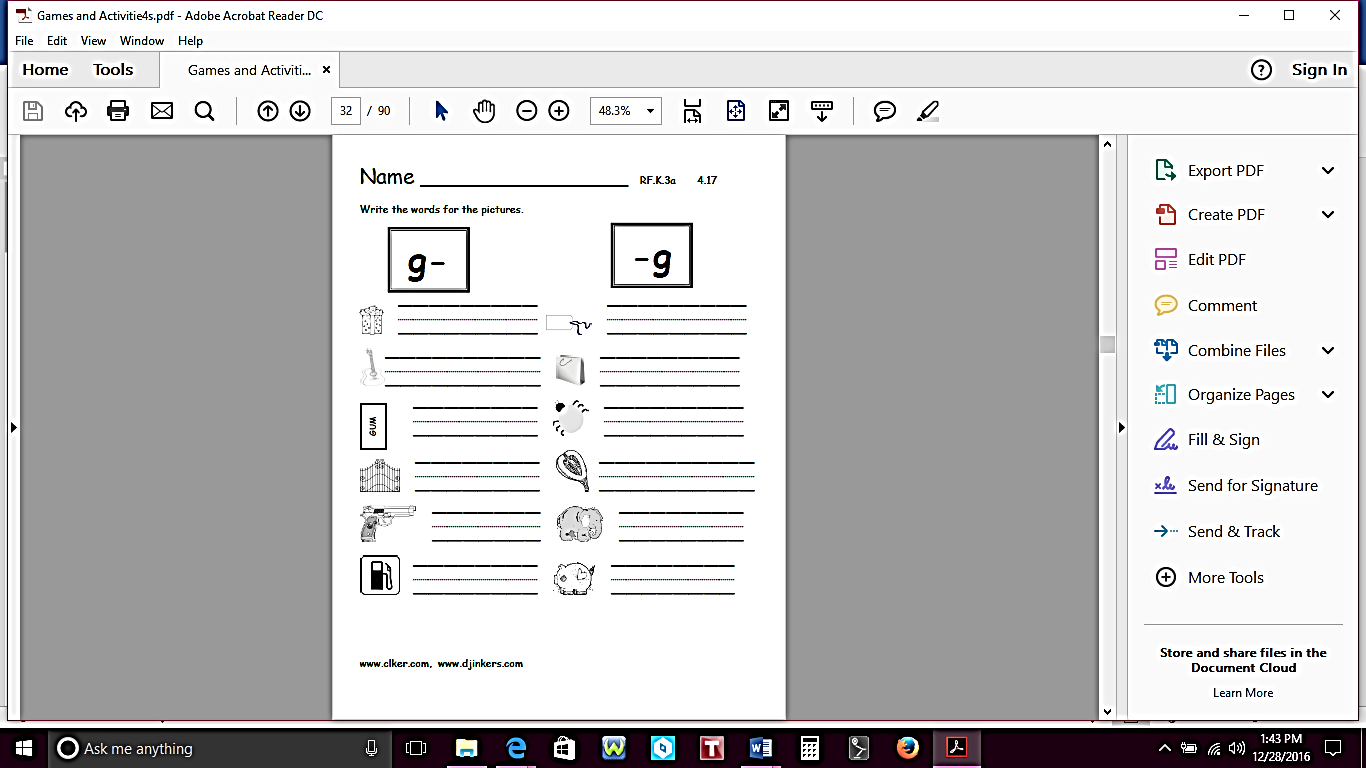 Games and Activitie4s.pdf - Adobe Acrobat Reader DC
File Edit View Window Help
Home Tools Games and Activiti... Sign In
32 / 90 48.3%
Name RF.K.3a 4.17
Write the words for the pictures.
g- -g
GUM
www.clker.com, www.djinkers.com
Export PDF
Create PDF
Edit PDF
Comment
Combine Files
Organize Pages
Fill & Sign
Send for Signature
Send & Track
More Tools
Store and share files in the
Document Cloud
Learn More
Ask me anything
1:43 PM
12/28/2016